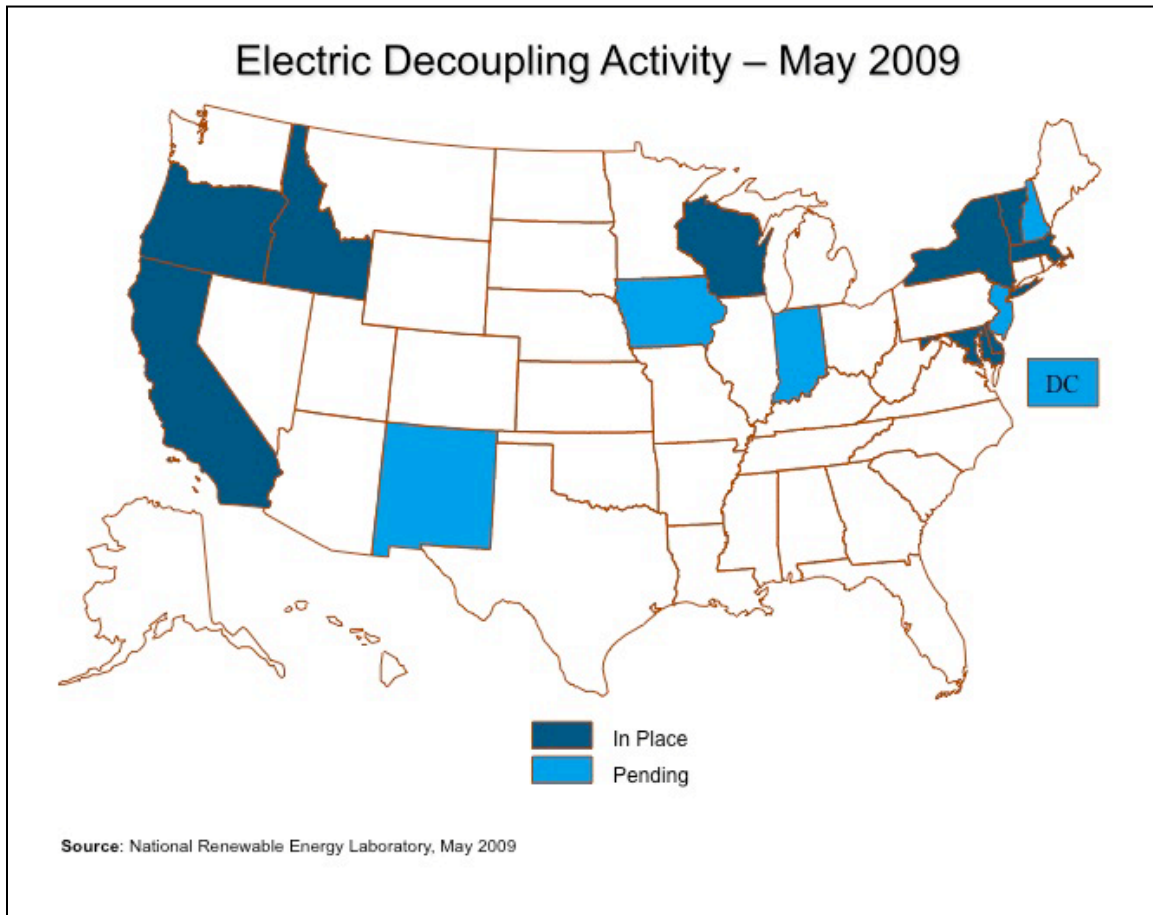 Electric Decoupling Activity – May 2009
DC
In Place
Pending
Source: National Renewable Energy Laboratory, May 2009